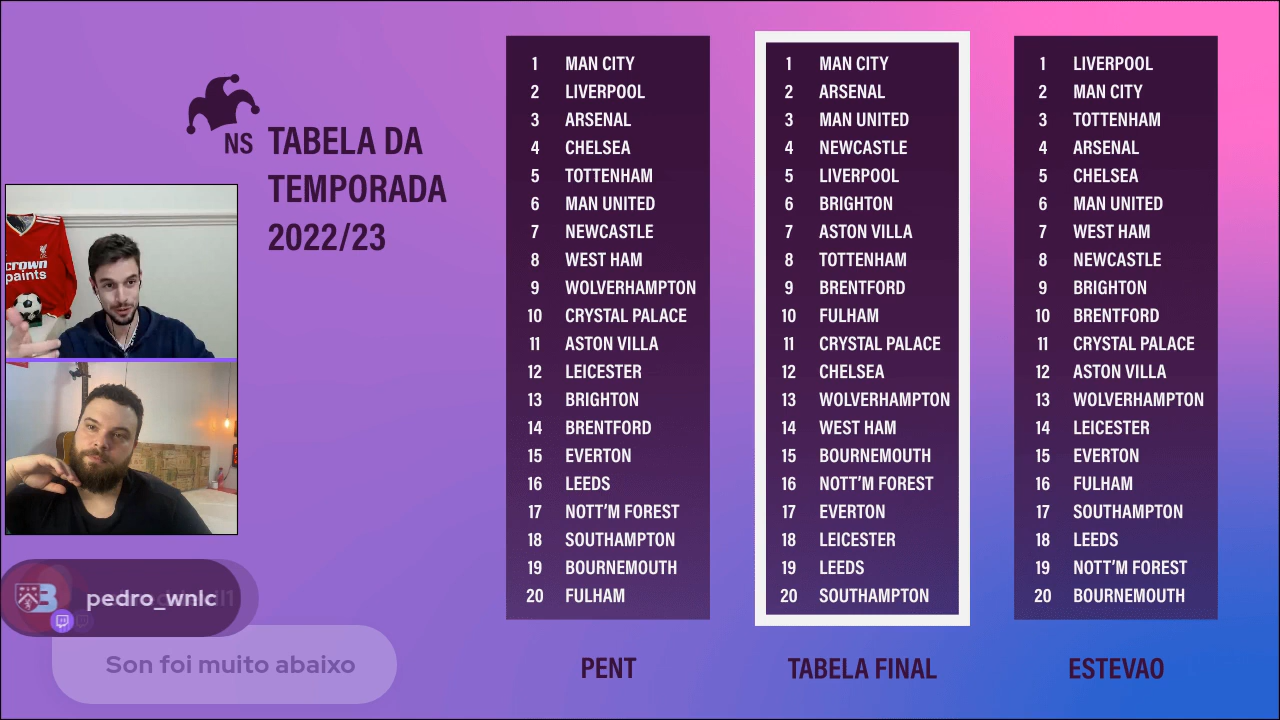 NS
TABELA DA
TEMPORADA
2022/23
crown
paints
pedro_wnlc
Son foi muito abaixo
1 MAN CITY
2 LIVERPOOL
3 ARSENAL
4 CHELSEA
5 TOTTENHAM
6 MAN UNITED
7 NEWCASTLE
8 WEST HAM
9 WOLVERHAMPTON
10 CRYSTAL PALACE
11 ASTON VILLA
12 LEICESTER
13 BRIGHTON
14 BRENTFORD
15 EVERTON
16 LEEDS
17 NOTT'M FOREST
18 SOUTHAMPTON
19 BOURNEMOUTH
20 FULHAM
PENT
1 MAN CITY
2 ARSENAL
3 MAN UNITED
4 NEWCASTLE
5 LIVERPOOL
6 BRIGHTON
7 ASTON VILLA
8 TOTTENHAM
9 BRENTFORD
10 FULHAM
11 CRYSTAL PALACE
12 CHELSEA
13 WOLVERHAMPTON
14 WEST HAM
15 BOURNEMOUTH
16 NOTT'M FOREST
17 EVERTON
18 LEICESTER
19 LEEDS
20 SOUTHAMPTON
TABELA FINAL
1 LIVERPOOL
2 MAN CITY
3 TOTTENHAM
4 ARSENAL
5 CHELSEA
6 MAN UNITED
7 WEST HAM
8 NEWCASTLE
9 BRIGHTON
10 BRENTFORD
11 CRYSTAL PALACE
12 ASTON VILLA
13 WOLVERHAMPTON
14 LEICESTER
15 EVERTON
16 FULHAM
17 SOUTHAMPTON
18 LEEDS
19 NOTT'M FOREST
20 BOURNEMOUTH
ESTEVAO